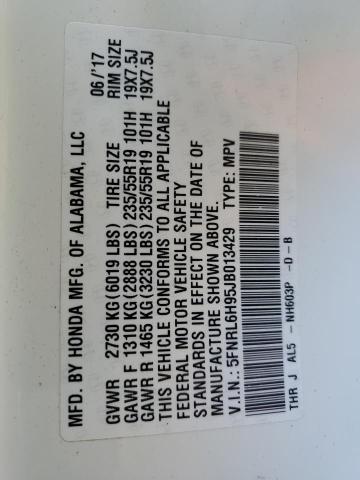 MFD. BY HONDA MFG. OF ALABAMA, LLC 06/'17
GVWR 2730 KG(6019 LBS) TIRE SIZE RIM SIZE
GAWR F 1310 KG(2888 LBS)235/55R19 101H 19X7.5J
GAWR R 1465 KG(3230 LBS)235/55R19 101H 19X7.5J
THIS VEHICLE CONFORMS TO ALL APPLICABLE
FEDERAL MOTOR VEHICLE SAFETY
STANDARDS IN EFFECT ON THE DATE OF
MANUFACTURE SHOWN ABOVE.
V.I.N.: 5FNRL6H95JB013429 TYPE: MPV
THR J AL5 - NH603P -D-B